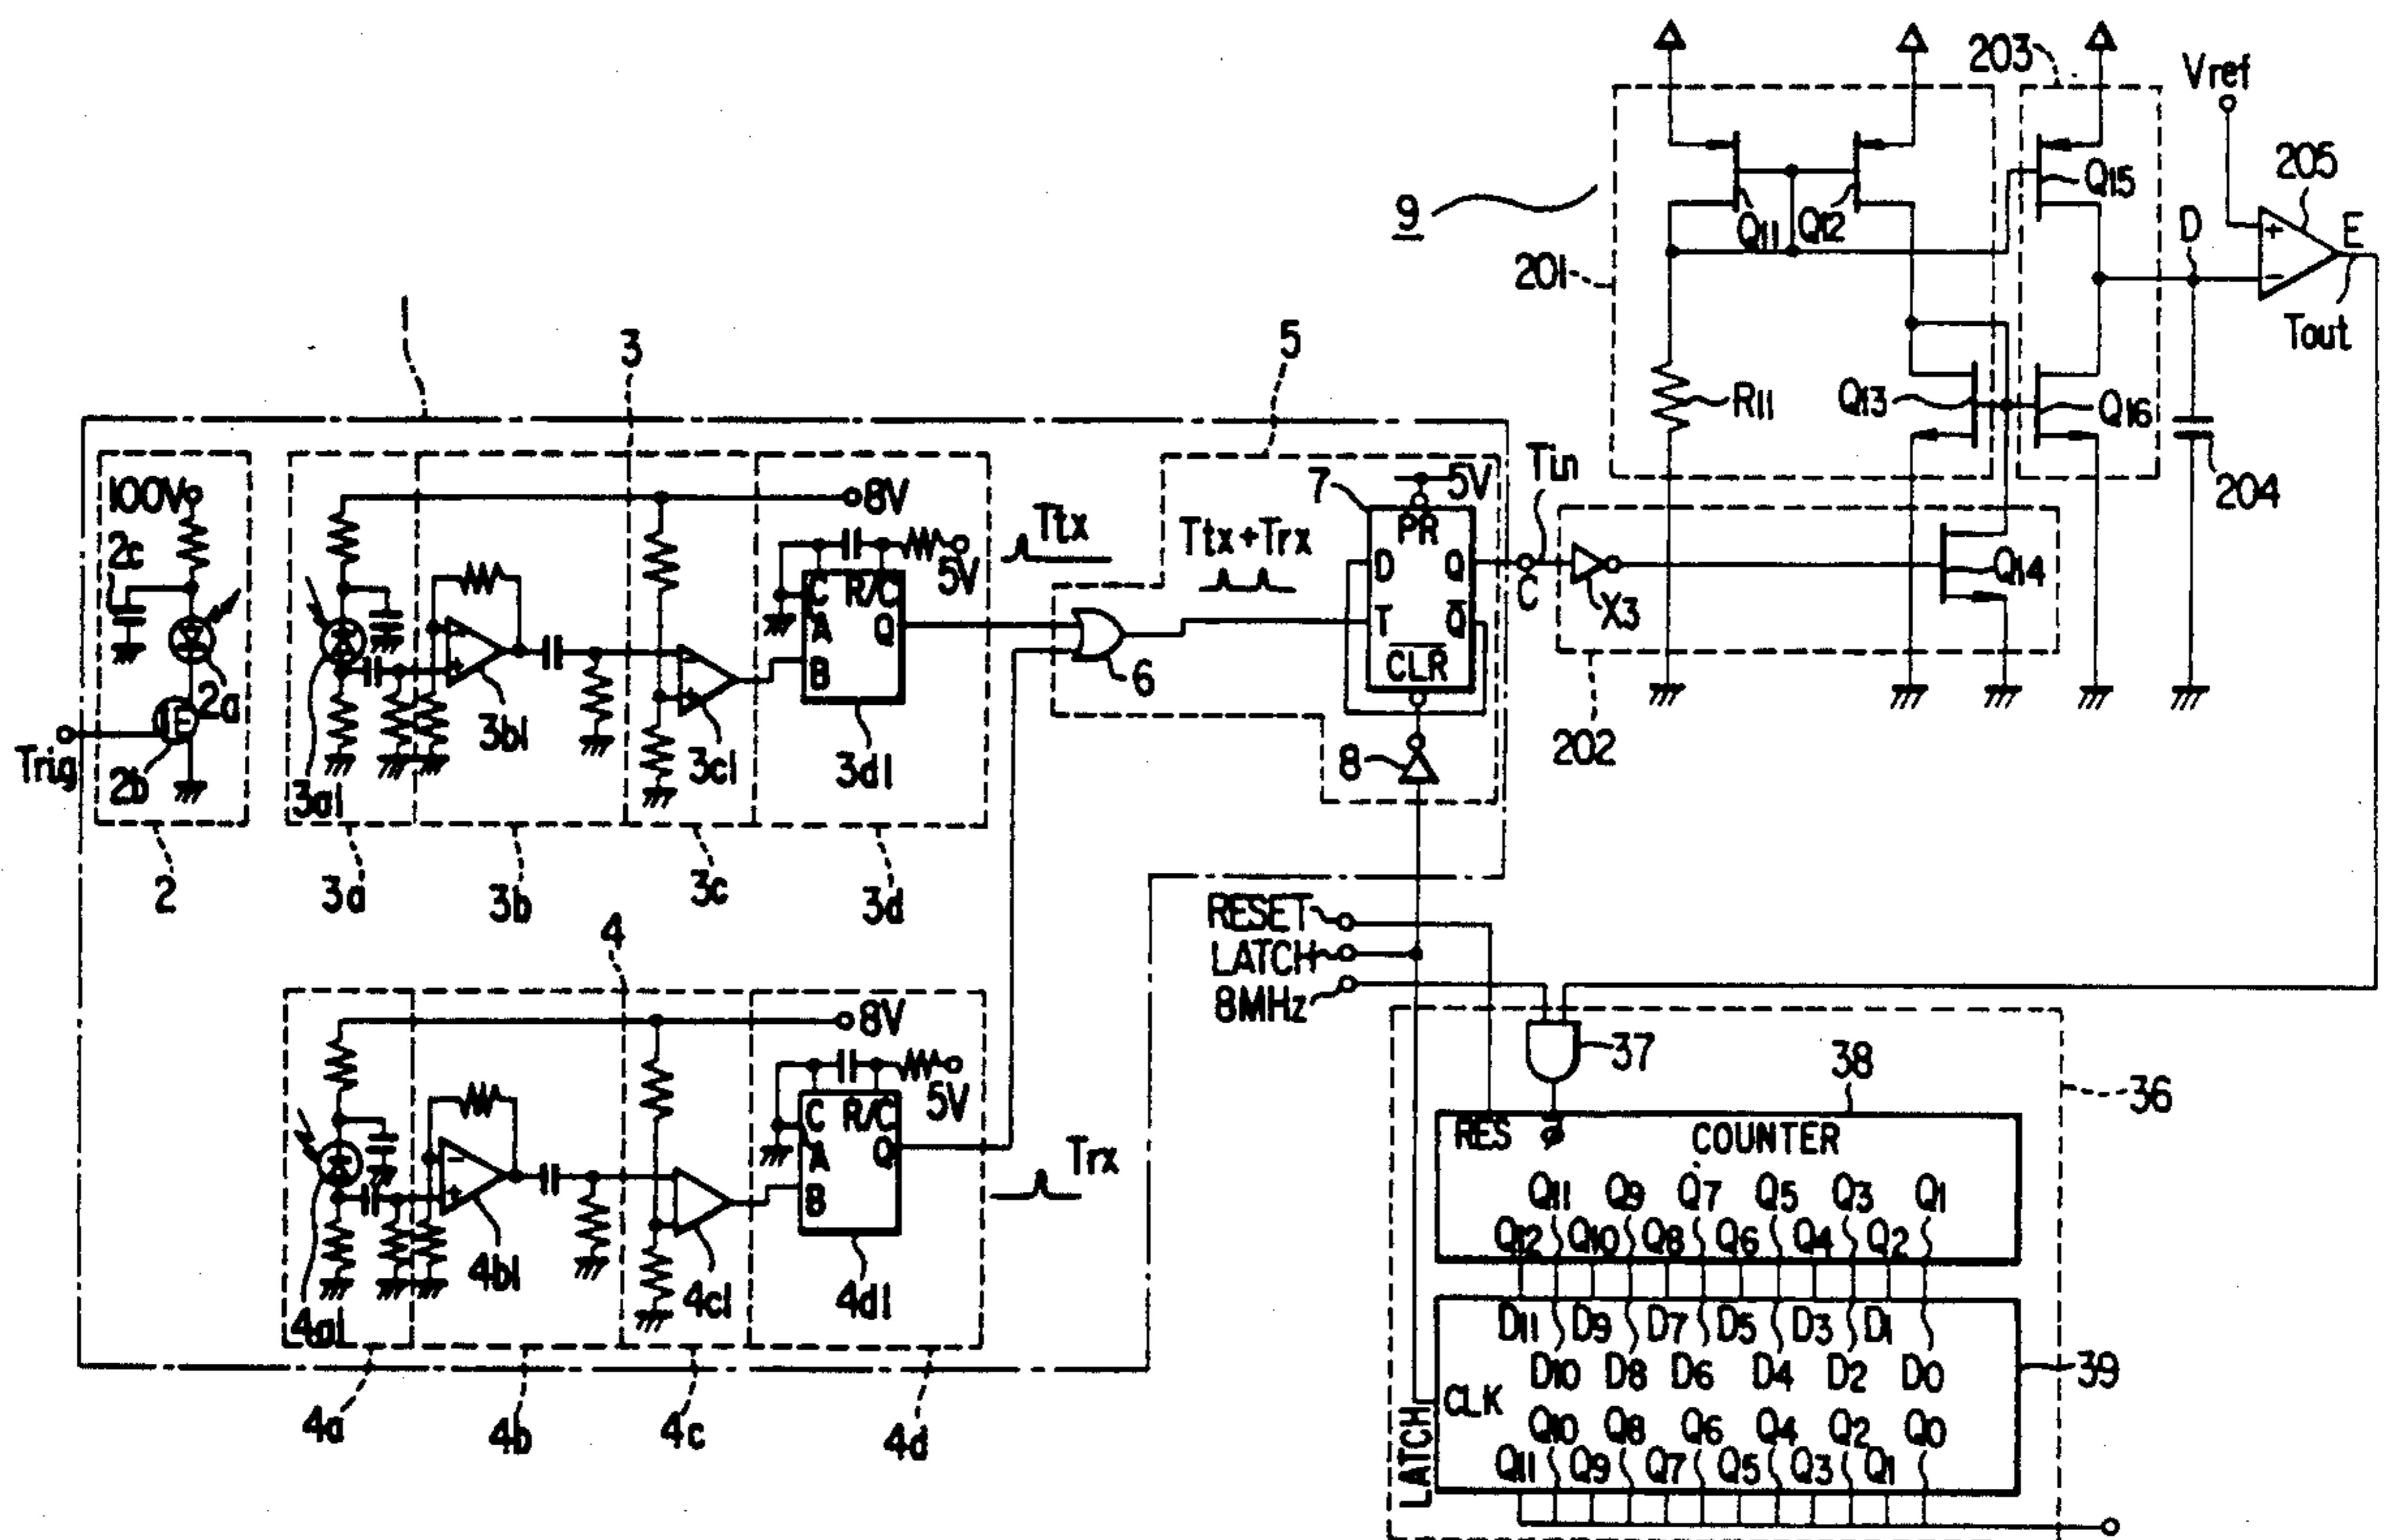 203
Vref
205
Q15
9
Q11
Q12
D
E
201
Tout
1
3
5
R11
Q13
Q16
204
100V
2c
8V
Ttx
Ttx+Trx
7
5V
Tin
PR
D
Q
C
R/C
5V
A
Q
B
T
Q̅
C̅L̅R̅
C
X3
Q14
6
2a
3b1
3c1
3d1
Trig
2b
3a1
8
202
2
3a
3b
3c
3d
RESET
LATCH
8MHz
4
8V
37
38
36
C
R/C
5V
A
Q
B
Trx
RES
ø
COUNTER
Q11 Q9 Q7 Q5 Q3 Q1
Q12 Q10 Q8 Q6 Q4 Q2
4b1
4c1
4d1
4a1
D11 D9 D7 D5 D3 D1
D10 D8 D6 D4 D2 D0
39
CLK
LATCH
Q10 Q8 Q6 Q4 Q2 Q0
Q11 Q9 Q7 Q5 Q3 Q1
4a
4b
4c
4d